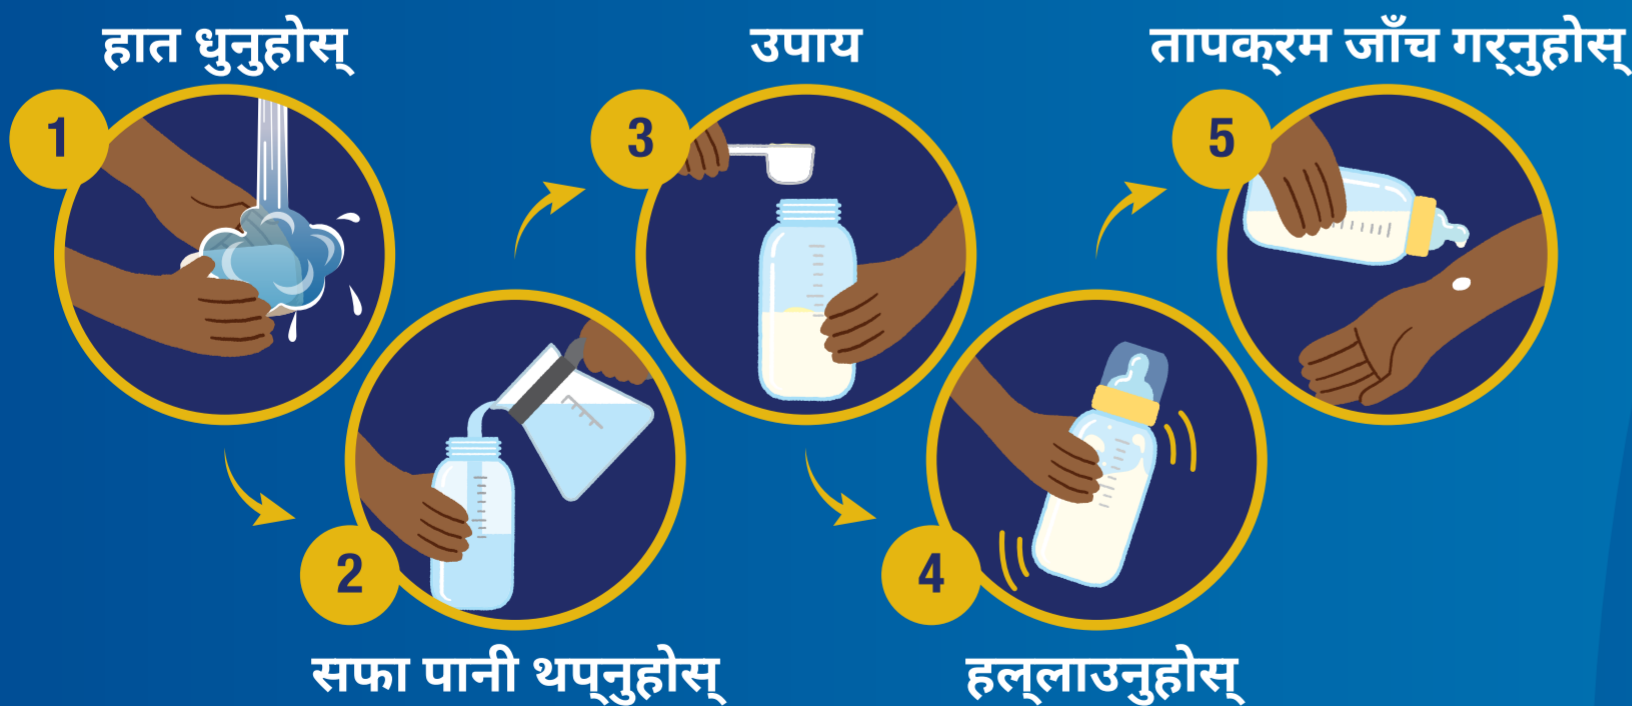 हात धुनुहोस्
1
सफा पानी थप्नुहोस्
2
उपाय
3
हल्लाउनुहोस्
4
तापक्रम जाँच गर्नुहोस्
5